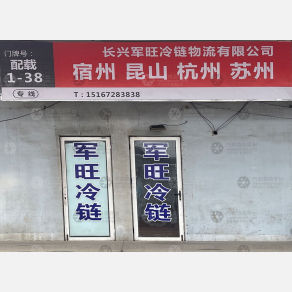 门牌号:
配载
1-38
专线
长兴军旺冷链物流有限公司
宿州 昆山 杭州 苏州
T:15167283838
军旺冷链
军旺冷链